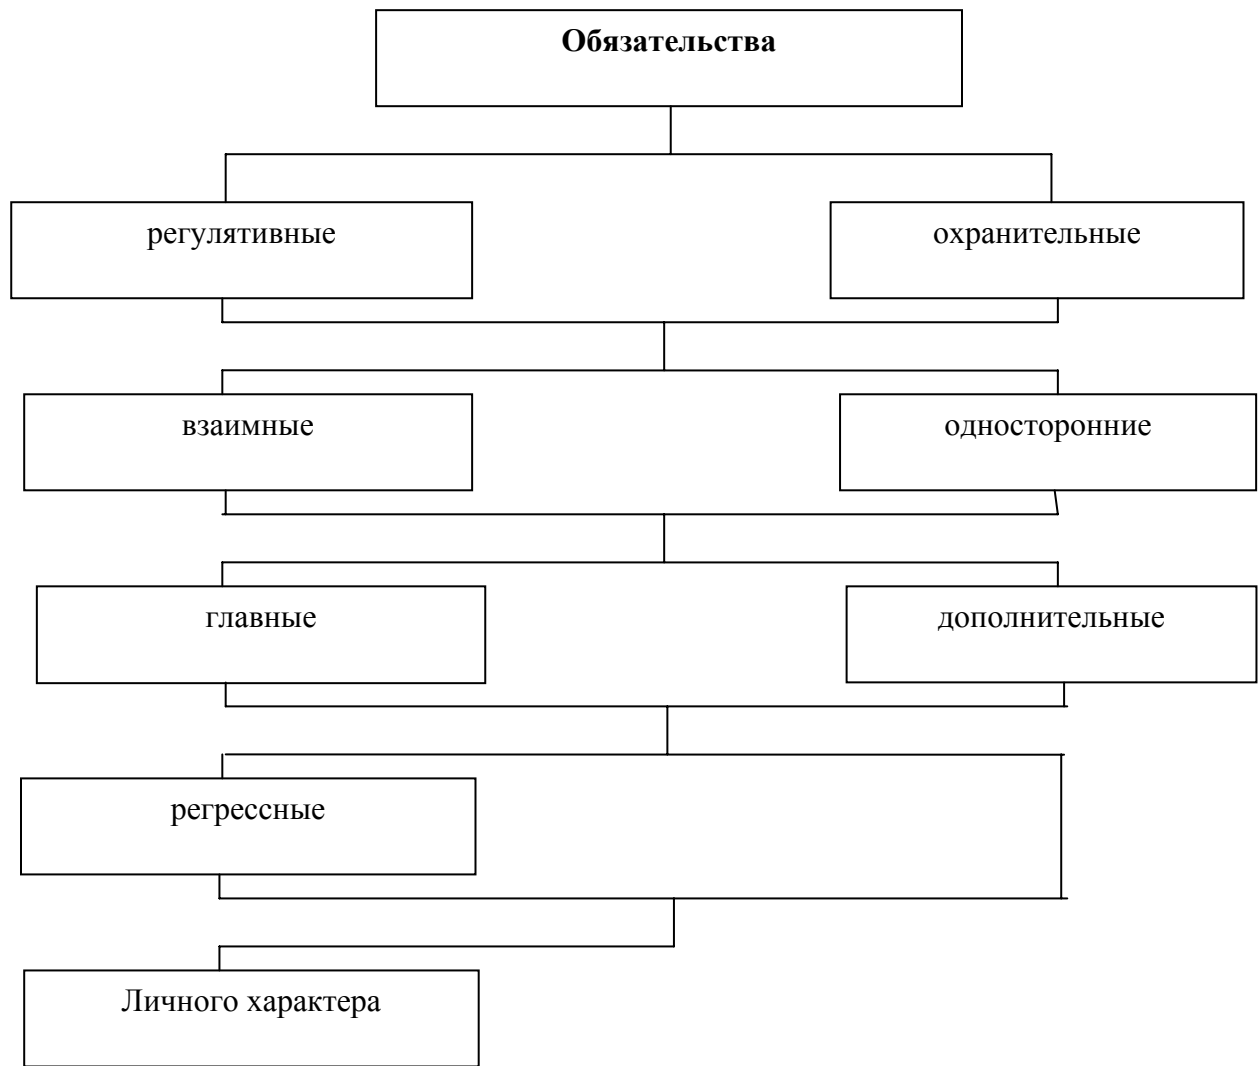 Обязательства
регулятивные
охранительные
взаимные
односторонние
главные
дополнительные
регрессные
Личного характера